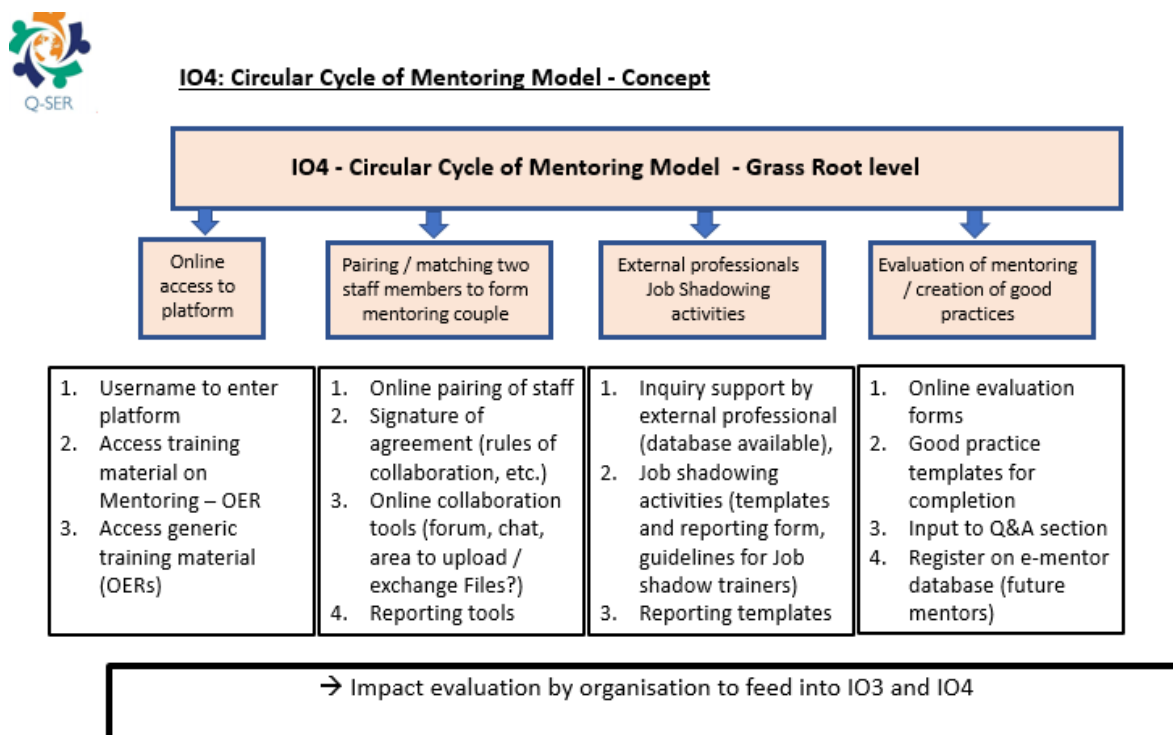 Q-SER
IO4: Circular Cycle of Mentoring Model - Concept
IO4 - Circular Cycle of Mentoring Model - Grass Root level
Online
access to
platform
Pairing / matching two
staff members to form
mentoring couple
External professionals
Job Shadowing
activities
Evaluation of mentoring
/ creation of good
practices
1. Username to enter
platform
2. Access training
material on
Mentoring – OER
3. Access generic
training material
(OERs)
1. Online pairing of staff
2. Signature of
agreement (rules of
collaboration, etc.)
3. Online collaboration
tools (forum, chat,
area to upload /
exchange Files?)
4. Reporting tools
1. Inquiry support by
external professional
(database available),
2. Job shadowing
activities (templates
and reporting form,
guidelines for Job
shadow trainers)
3. Reporting templates
1. Online evaluation
forms
2. Good practice
templates for
completion
3. Input to Q&A section
4. Register on e-mentor
database (future
mentors)
→ Impact evaluation by organisation to feed into IO3 and IO4